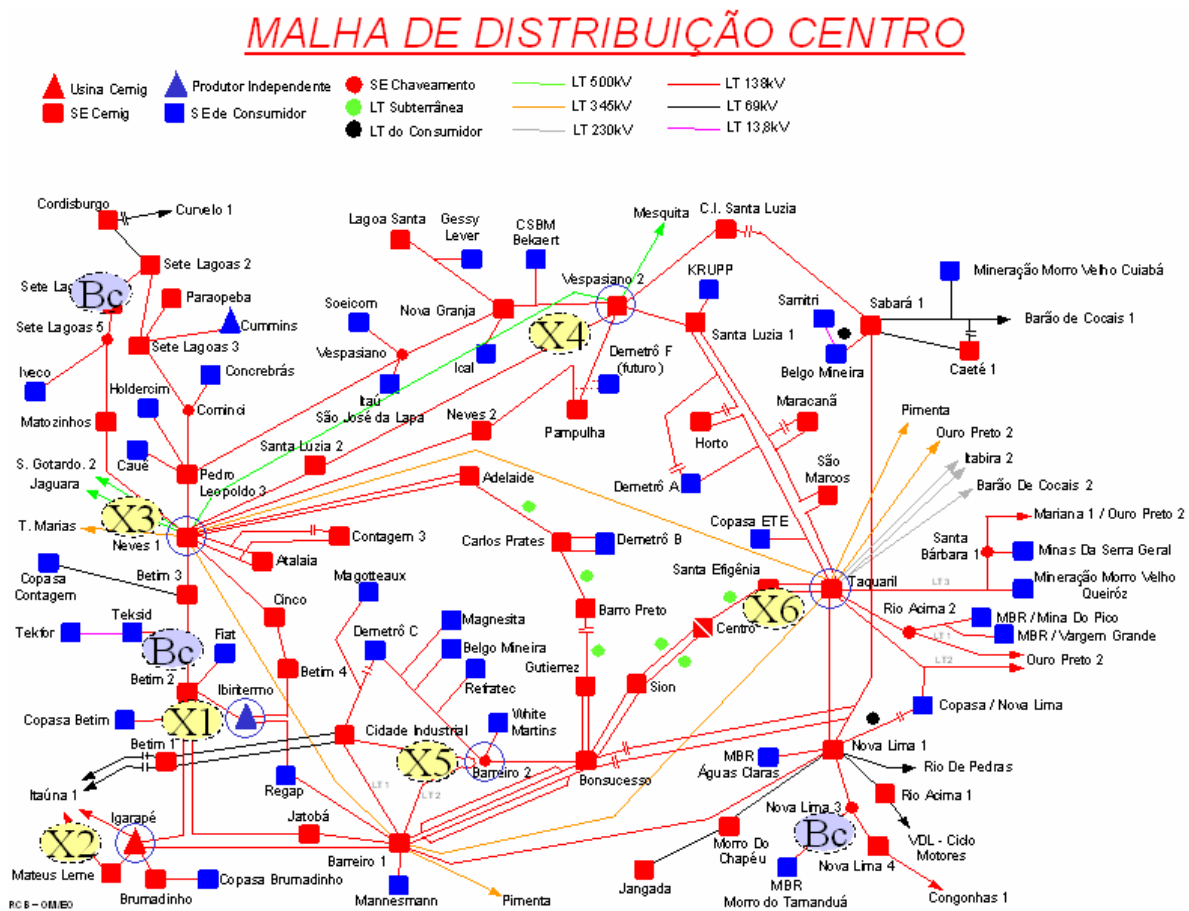 MALHA DE DISTRIBUIÇÃO CENTRO
Usina Cemig
Produtor Independente
SE Chaveamento
LT 500kV
LT 138kV
SE Cemig
SE de Consumidor
LT Subterrânea
LT 345kV
LT 69kV
LT do Consumidor
LT 230kV
LT 13,8kV
Cordisburgo
Curvelo 1
Lagoa Santa
Gessy
Lever
CSBM
Bekaert
Mesquita
C.I. Santa Luzia
Sete Lagoas 2
Vespasiano 2
KRUPP
Mineração Morro Velho Cuiabá
Sete La
Bc
Paraopeba
Soeicom
Nova Granja
Samitri
Sabará 1
Sete Lagoas 5
Cummins
X4
Santa Luzia 1
Barão de Cocais 1
Sete Lagoas 3
Vespasiano
Ical
Demetrô F
(futuro)
Belgo Mineira
Caeté 1
Iveco
Holdercim
Concrebrás
Itaú
São José da Lapa
Cominci
Neves 2
Pampulha
Maracanã
Pimenta
Matozinhos
Santa Luzia 2
Horto
Ouro Preto 2
Cauê
Itabira 2
S. Gotardo. 2
Pedro
Leopoldo 3
Adelaide
Demetrô A
São
Marcos
Barão De Cocais 2
Jaguara
X3
T. Marias
Neves 1
Contagem 3
Carlos Prates
Demetrô B
Copasa ETE
Mariana 1 / Ouro Preto 2
Santa
Bárbara 1
Minas Da Serra Geral
Copasa
Contagem
Betim 3
Atalaia
Magotteaux
Santa Efigênia
Taquaril
LT3
Mineração Morro Velho
Queiróz
Cinco
Barro Preto
X6
Rio Acima 2
MBR / Mina Do Pico
Teksid
Tekfor
Bc
Fiat
Demetrô C
Magnesita
Centro
LT1
MBR / Vargem Grande
Belgo Mineira
Ouro Preto 2
Betim 2
Ibiritermo
Betim 4
Refratec
Gutierrez
Sion
LT2
Copasa Betim
X1
Cidade Industrial
White
Martins
Copasa / Nova Lima
Betim 1
X5
Barreiro 2
Bonsucesso
MBR
Águas Claras
Nova Lima 1
Rio De Pedras
Itaúna 1
Regap
LT1
LT2
Rio Acima 1
Igarapé
Jatobá
Nova Lima 3
X2
Barreiro 1
Morro Do
Chapéu
Bc
VDL - Ciclo
Motores
Mateus Leme
Copasa Brumadinho
Nova Lima 4
Brumadinho
Mannesmann
Pimenta
Jangada
MBR
Morro do Tamanduá
Congonhas 1